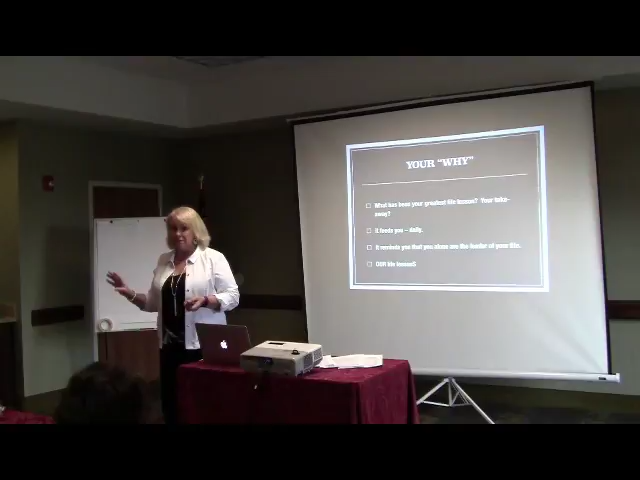 YOUR "WHY"
What has been your greatest life lesson? Your take-
away?
It feeds you – daily.
It reminds you that you alone are the leader of your life.
OUR life lessonS